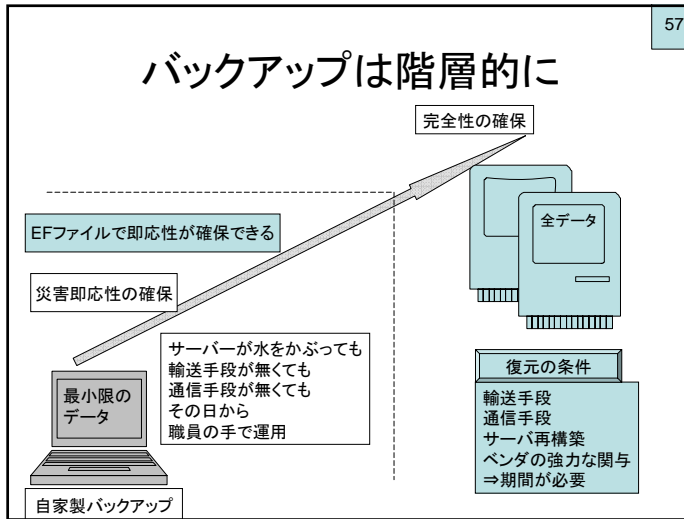 57
バックアップは階層的に
完全性の確保
全データ
EFファイルで即応性が確保できる
災害即応性の確保
サーバーが水をかぶっても
輸送手段が無くても
通信手段が無くても
その日から
職員の手で運用
最小限の
データ
自家製バックアップ
復元の条件
輸送手段
通信手段
サーバ再構築
ベンダの強力な関与
⇒期間が必要